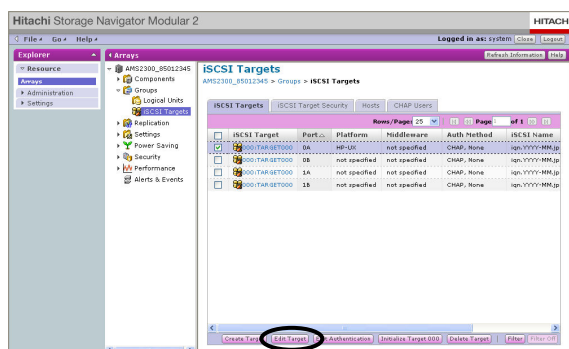 Hitachi Storage Navigator Modular 2
HITACHI
File Go Help
Logged in as: system Close Logout
Explorer
Arrays
Refresh Information Help
Resource
Arrays
Administration
Settings
AMS2300_85012345
Components
Groups
Logical Units
iSCSI Targets
Replication
Settings
Power Saving
Security
Performance
Alerts & Events
iSCSI Targets
AMS2300_85012345 > Groups > iSCSI Targets
iSCSI Targets iSCSI Target Security Hosts CHAP Users
Rows/Page: 25 Page of 1
iSCSI Target Port Platform Middleware Auth Method iSCSI Name
000:TARGET000 0A HP-UX not specified CHAP, None iqn.YYYY-MM.jp
000:TARGET000 0B not specified not specified CHAP, None iqn.YYYY-MM.jp
000:TARGET000 1A not specified not specified CHAP, None iqn.YYYY-MM.jp
000:TARGET000 1B not specified not specified CHAP, None iqn.YYYY-MM.jp
Create Target Edit Target Authentication Initialize Target 000 Delete Target | Filter Filter Off